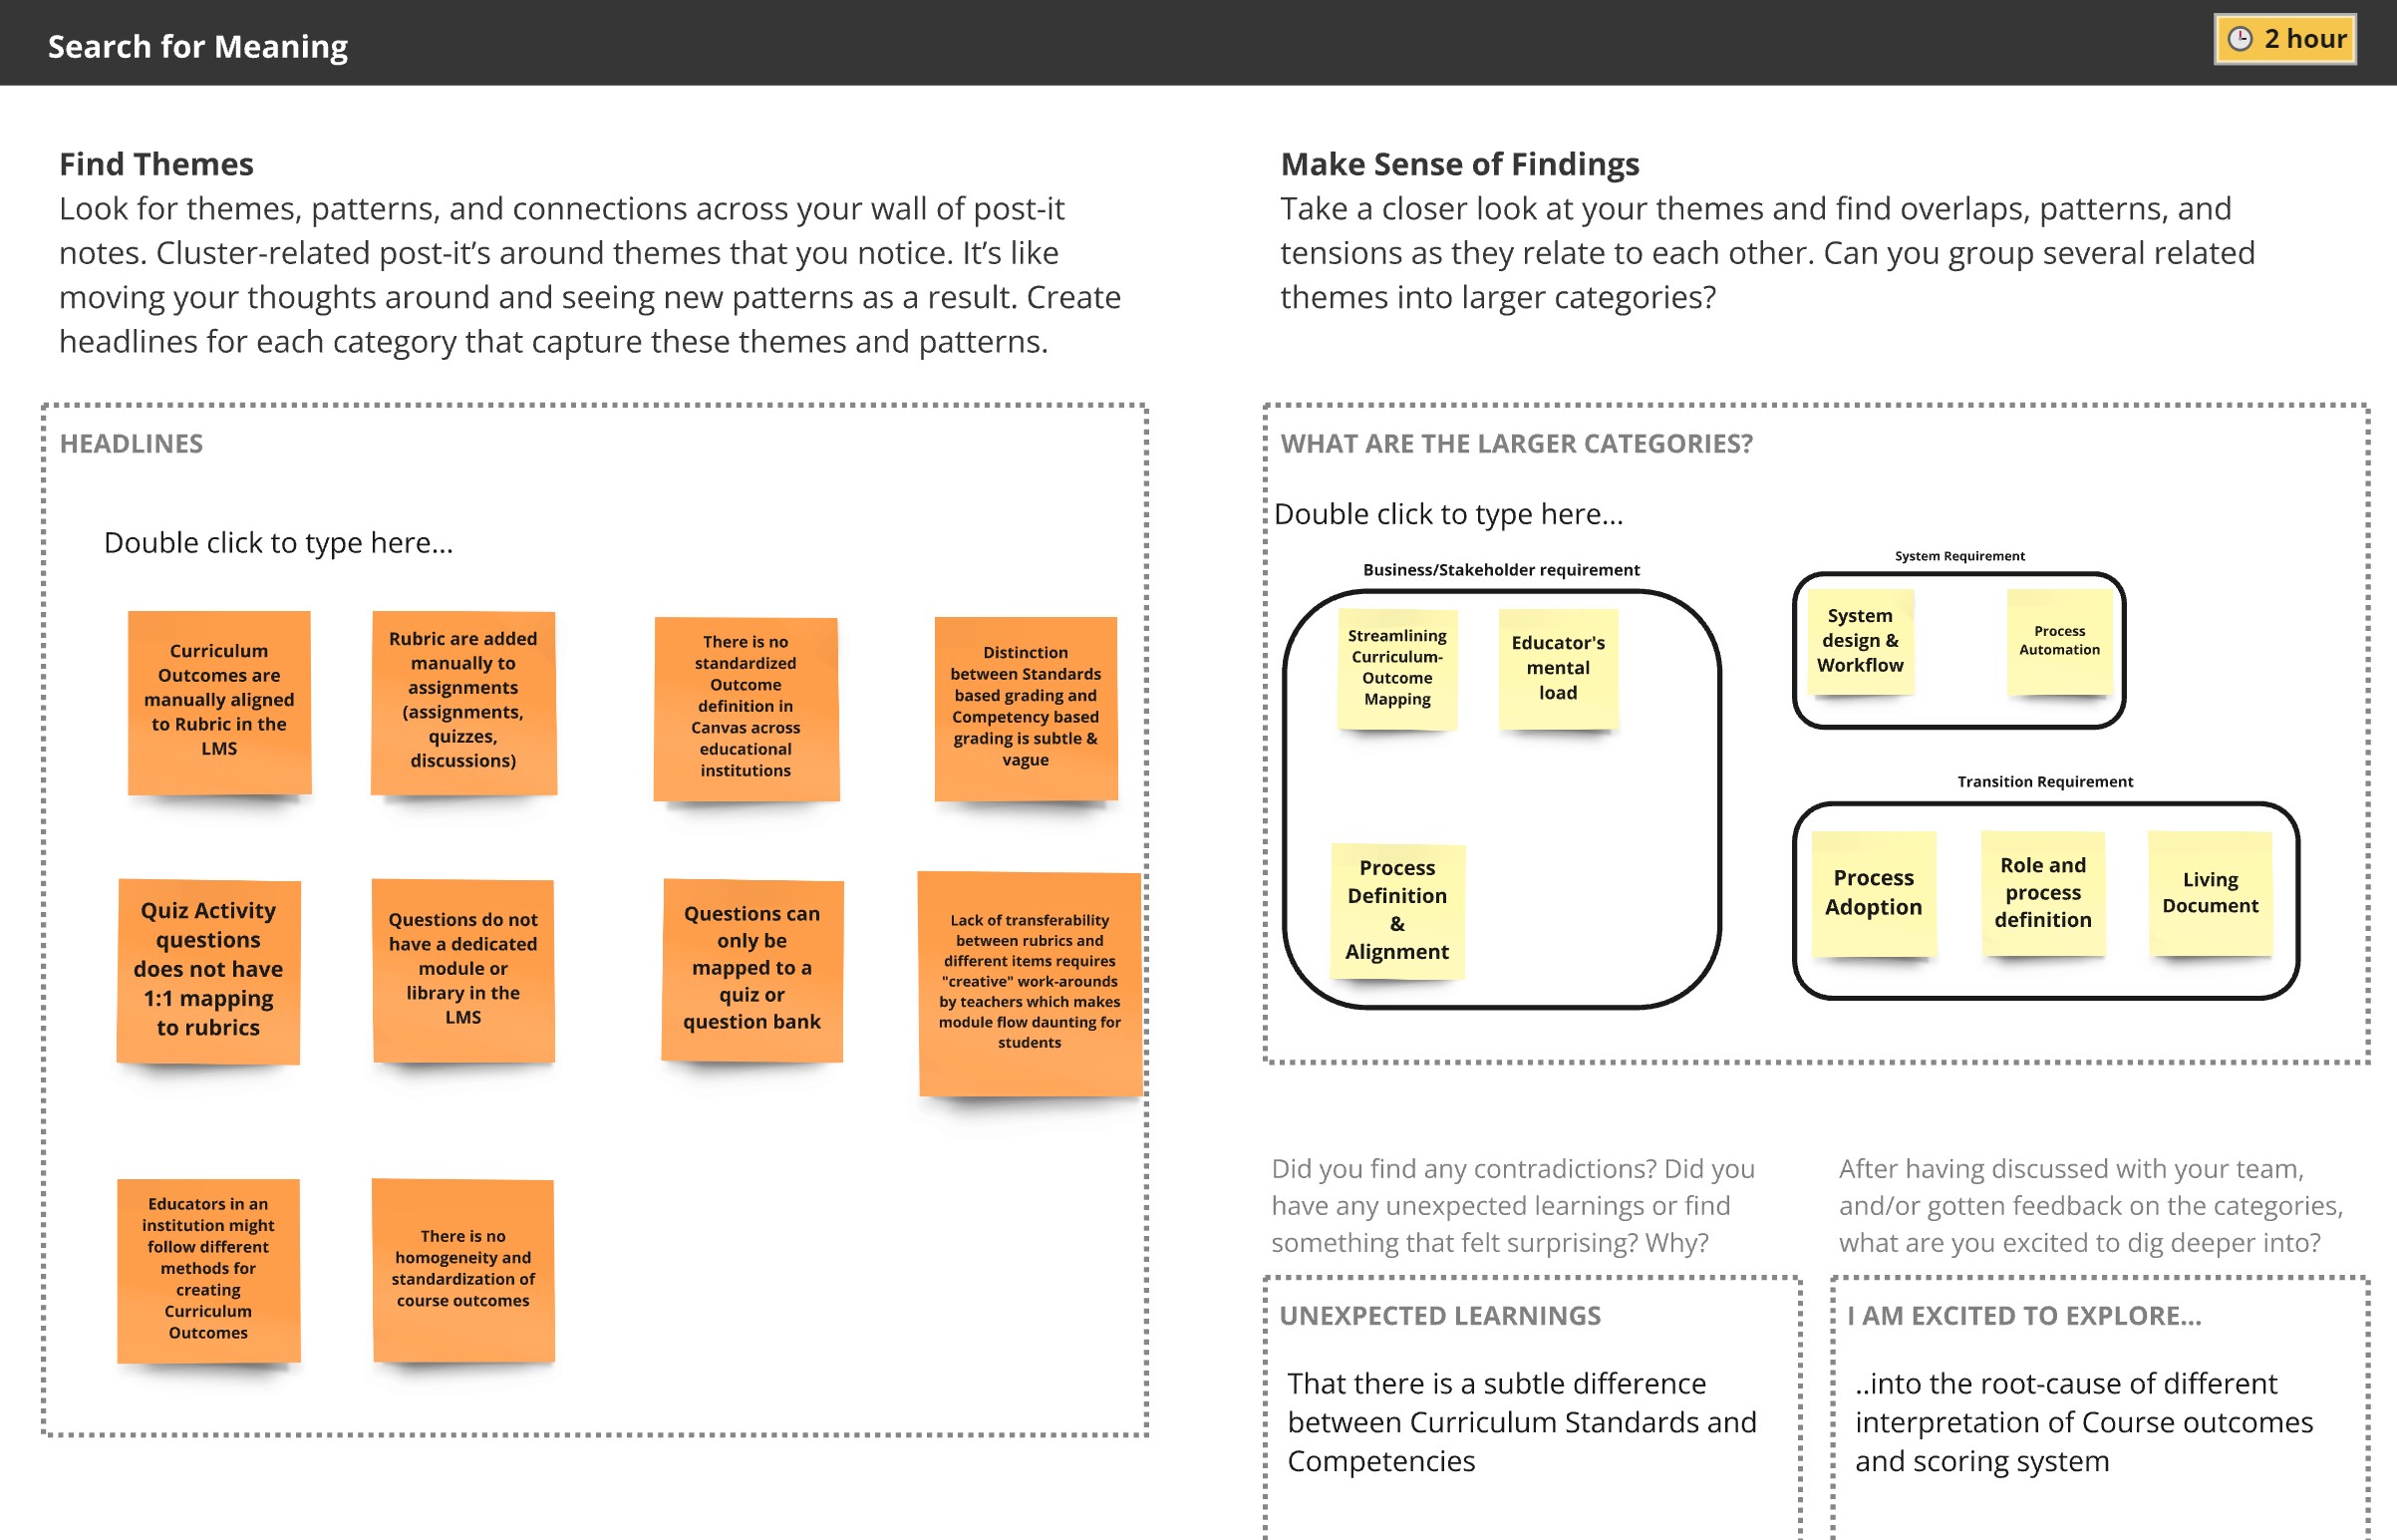 Search for Meaning
2 hour
Find Themes
Look for themes, patterns, and connections across your wall of post-it
notes. Cluster-related post-it’s around themes that you notice. It’s like
moving your thoughts around and seeing new patterns as a result. Create
headlines for each category that capture these themes and patterns.
HEADLINES
Double click to type here...
Curriculum
Outcomes are
manually aligned
to Rubric in the
LMS
Rubric are added
manually to
assignments
(assignments,
quizzes,
discussions)
There is no
standardized
Outcome
definition in
Canvas across
educational
institutions
Distinction
between Standards
based grading and
Competency based
grading is subtle &
vague
Quiz Activity
questions
does not have
1:1 mapping
to rubrics
Questions do not
have a dedicated
module or
library in the
LMS
Questions can
only be
mapped to a
quiz or
question bank
Lack of transferability
between rubrics and
different items requires
"creative" work-arounds
by teachers which makes
module flow daunting for
students
Educators in an
institution might
follow different
methods for
creating
Curriculum
Outcomes
There is no
homogeneity and
standardization of
course outcomes
Make Sense of Findings
Take a closer look at your themes and find overlaps, patterns, and
tensions as they relate to each other. Can you group several related
themes into larger categories?
WHAT ARE THE LARGER CATEGORIES?
Double click to type here...
Business/Stakeholder requirement
Streamlining
Curriculum-
Outcome
Mapping
Educator's
mental
load
Process
Definition
&
Alignment
System Requirement
System
design &
Workflow
Process
Automation
Transition Requirement
Process
Adoption
Role and
process
definition
Living
Document
Did you find any contradictions? Did you
have any unexpected learnings or find
something that felt surprising? Why?
UNEXPECTED LEARNINGS
That there is a subtle difference
between Curriculum Standards and
Competencies
After having discussed with your team,
and/or gotten feedback on the categories,
what are you excited to dig deeper into?
I AM EXCITED TO EXPLORE...
..into the root-cause of different
interpretation of Course outcomes
and scoring system